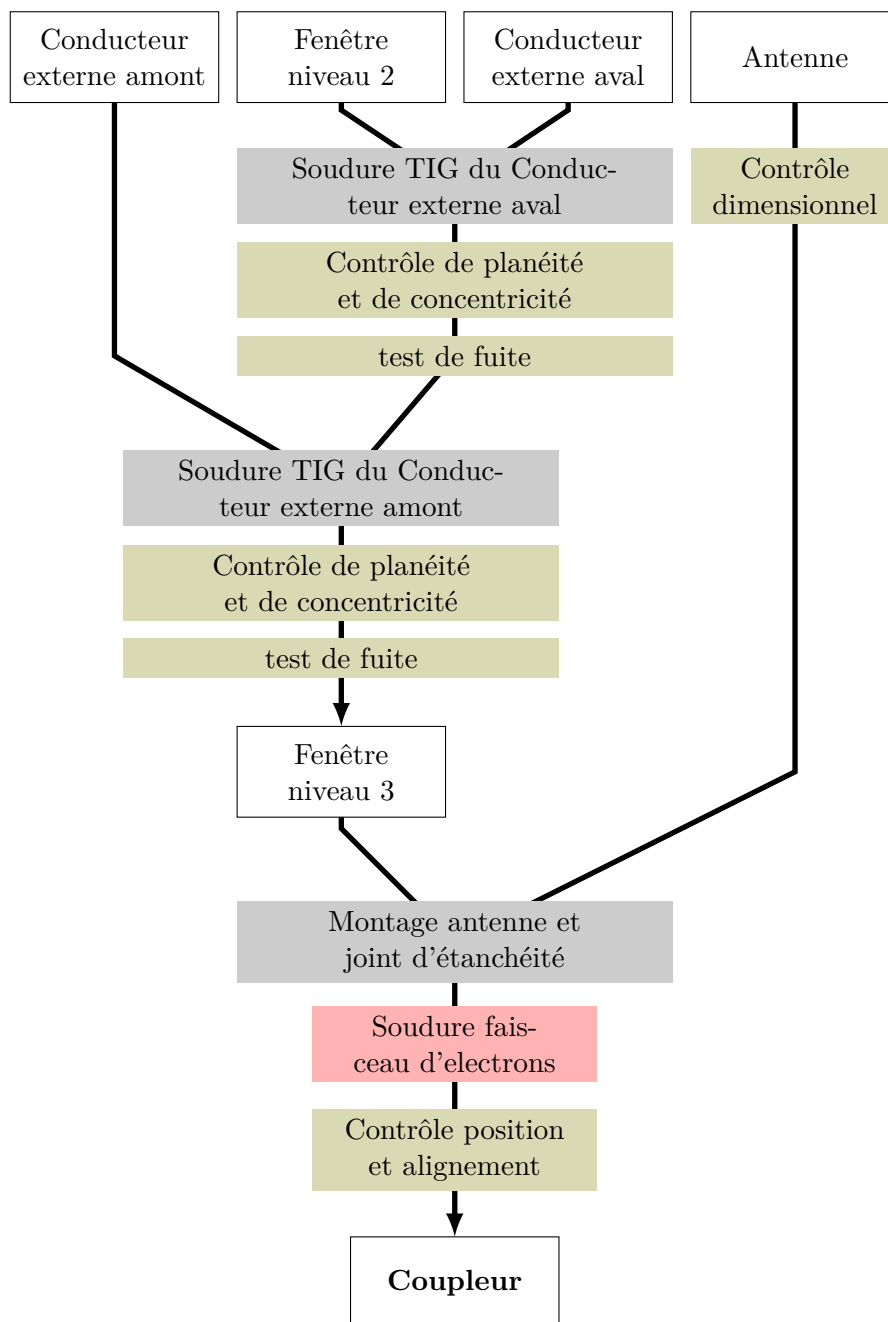 Conducteur
externe amont
Fenêtre
niveau 2
Conducteur
externe aval
Antenne
Soudure TIG du Conduc-
teur externe aval
Contrôle
dimensionnel
Contrôle de planéité
et de concentricité
test de fuite
Soudure TIG du Conduc-
teur externe amont
Contrôle de planéité
et de concentricité
test de fuite
Fenêtre
niveau 3
Montage antenne et
joint d'étanchéité
Soudure fais-
ceau d'electrons
Contrôle position
et alignement
Coupleur